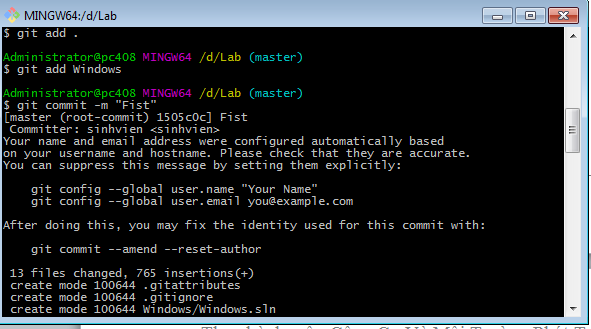 MINGW64:/d/Lab
$ git add .
Administrator@pc408 MINGW64 /d/Lab (master)
$ git add Windows
Administrator@pc408 MINGW64 /d/Lab (master)
$ git commit -m "Fist"
[master (root-commit) 1505c0c] Fist
Committer: sinhvien <sinhvien>
Your name and email address were configured automatically based
on your username and hostname. Please check that they are accurate.
You can suppress this message by setting them explicitly:
git config --global user.name "Your Name"
git config --global user.email you@example.com
After doing this, you may fix the identity used for this commit with:
git commit --amend --reset-author
13 files changed, 765 insertions(+)
create mode 100644 .gitattributes
create mode 100644 .gitignore
create mode 100644 Windows/Windows.sln